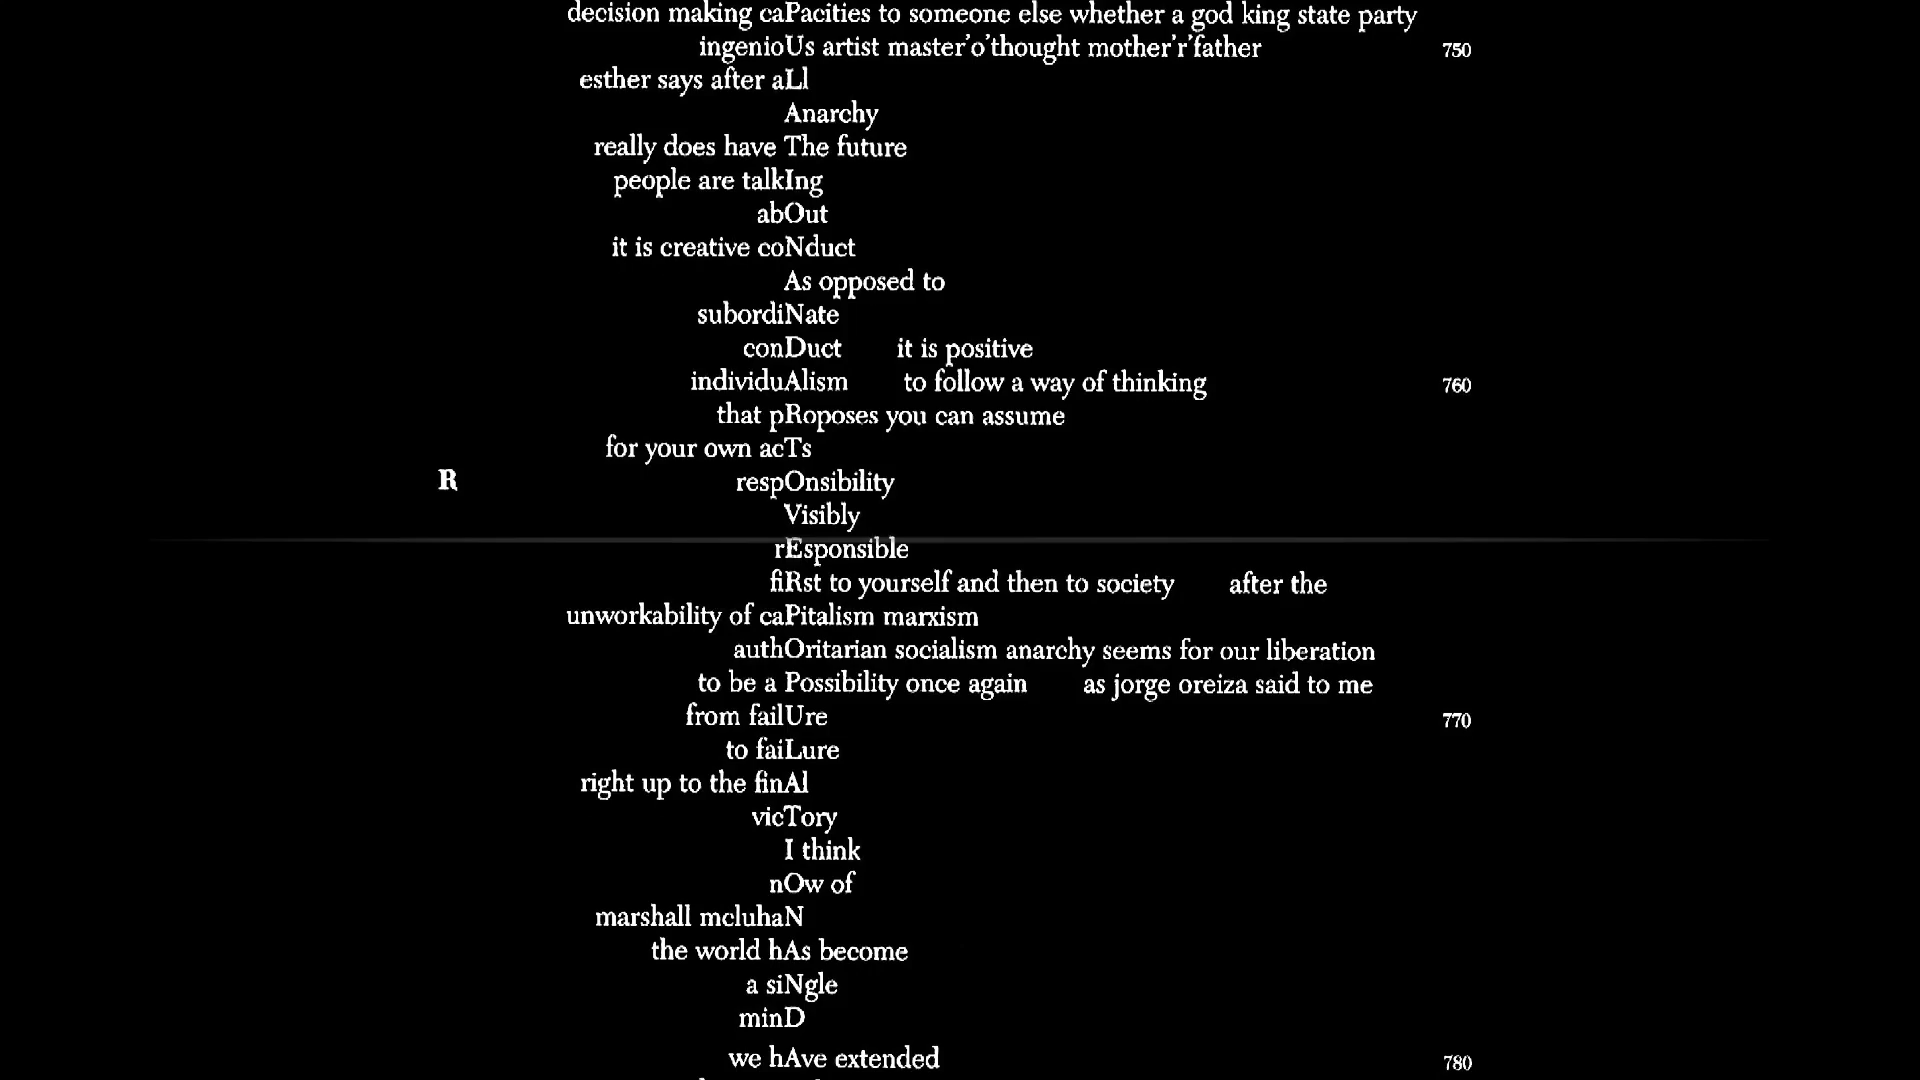 decision making caPacities to someone else whether a god king state party
ingenioUs artist master'o'thought mother'r'father 750
esther says after aLl
Anarchy
really does have The future
people are talkIng
abOut
it is creative coNduct
As opposed to
subordiNate
conDuct it is positive
individuAlism to follow a way of thinking 760
that pRoposes you can assume
for your own acTs
R respOnsibility
Visibly
rEsponsible
fiRst to yourself and then to society after the
unworkability of caPitalism marxism
authOritarian socialism anarchy seems for our liberation
to be a Possibility once again as jorge oreiza said to me
from failUre 770
to faiLure
right up to the finAl
vicTory
I think
nOw of
marshall mcluhaN
the world hAs become
a siNgle
minD
we hAve extended 780